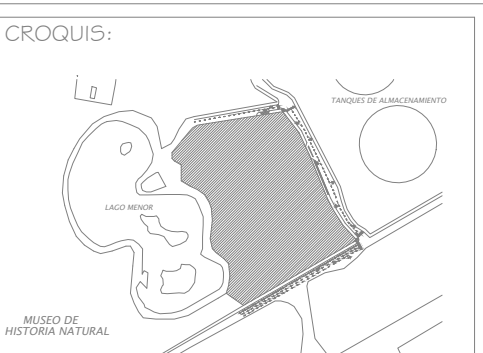 CROQUIS:
TANQUES DE ALMACENAMIENTO
LAGO MENOR
MUSEO DE
HISTORIA NATURAL